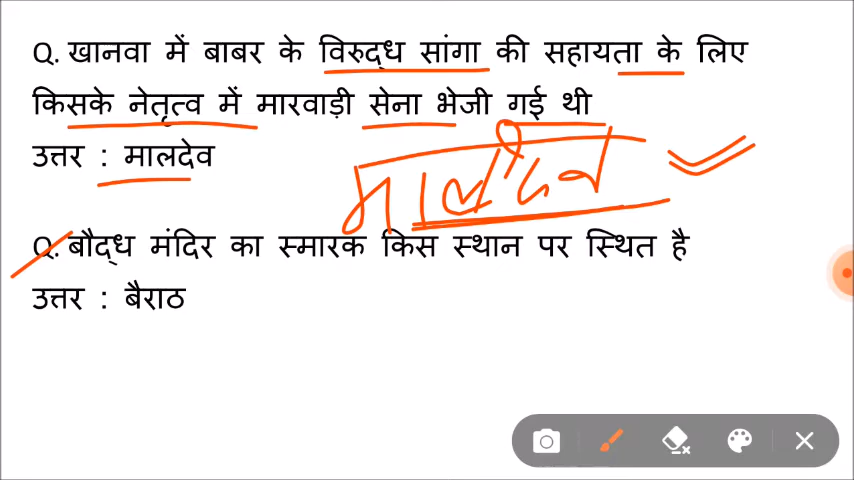 Q. खानवा में बाबर के विरुद्ध सांगा की सहायता के लिए
किसके नेतृत्व में मारवाड़ी सेना भेजी गई थी
उत्तर : मालदेव
मालदेव
Q. बौद्ध मंदिर का स्मारक किस स्थान पर स्थित है
उत्तर : बैराठ